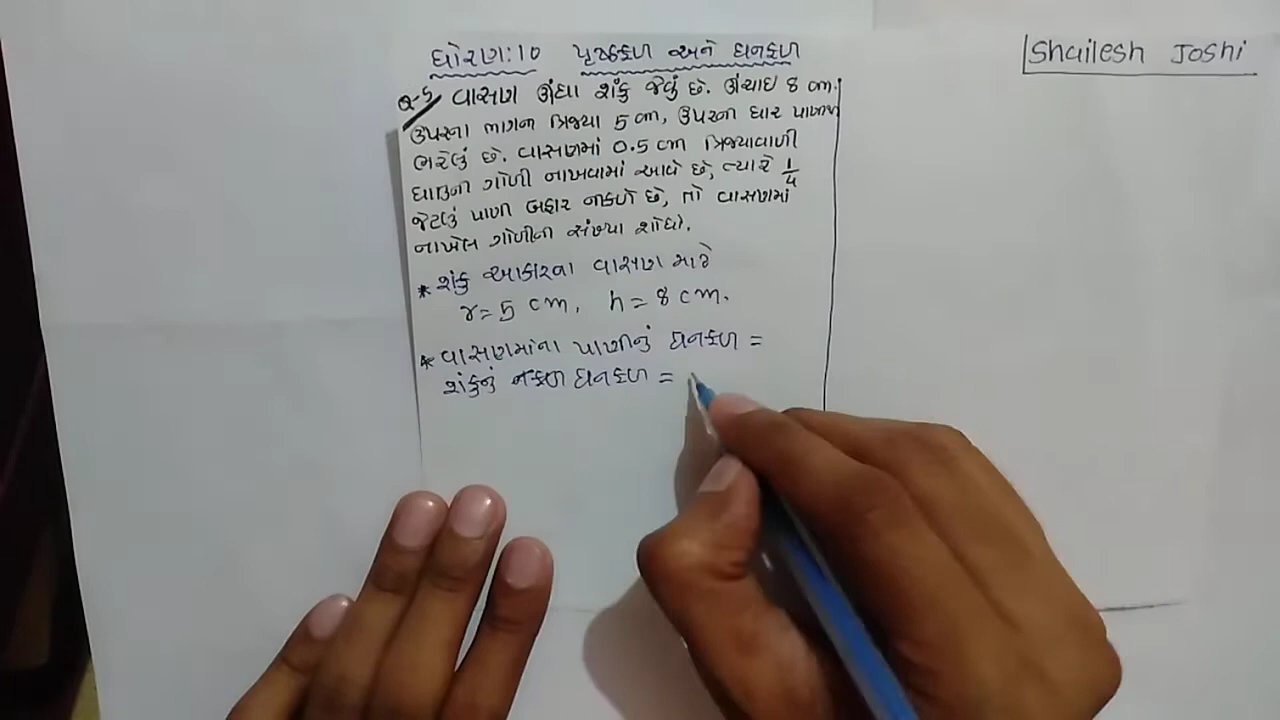 ધોરણ:10 પૃષ્ઠફળ અને ઘનફળ
Shailesh Joshi
Q-5 વાસણ ઊંધા શંકુ જેવું છે. ઊંચાઇ 8 cm.
ઉપરના ભાગની ત્રિજ્યા 5 cm, ઉપરની ધાર પાણીથી
ભરેલું છે. વાસણમાં 0.5 cm ત્રિજ્યાવાળી
ધાતુની ગોળી નાખવામાં આવે છે, ત્યારે 1/4
જેટલું પાણી બહાર નીકળે છે, તો વાસણમાં
નાખેલ ગોળીની સંખ્યા શોધો.
* શંકુ આકારના વાસણ માટે
r = 5 cm, h = 8 cm.
* વાસણમાંના પાણીનું ઘનફળ =
શંકુનું ઘનફળ =